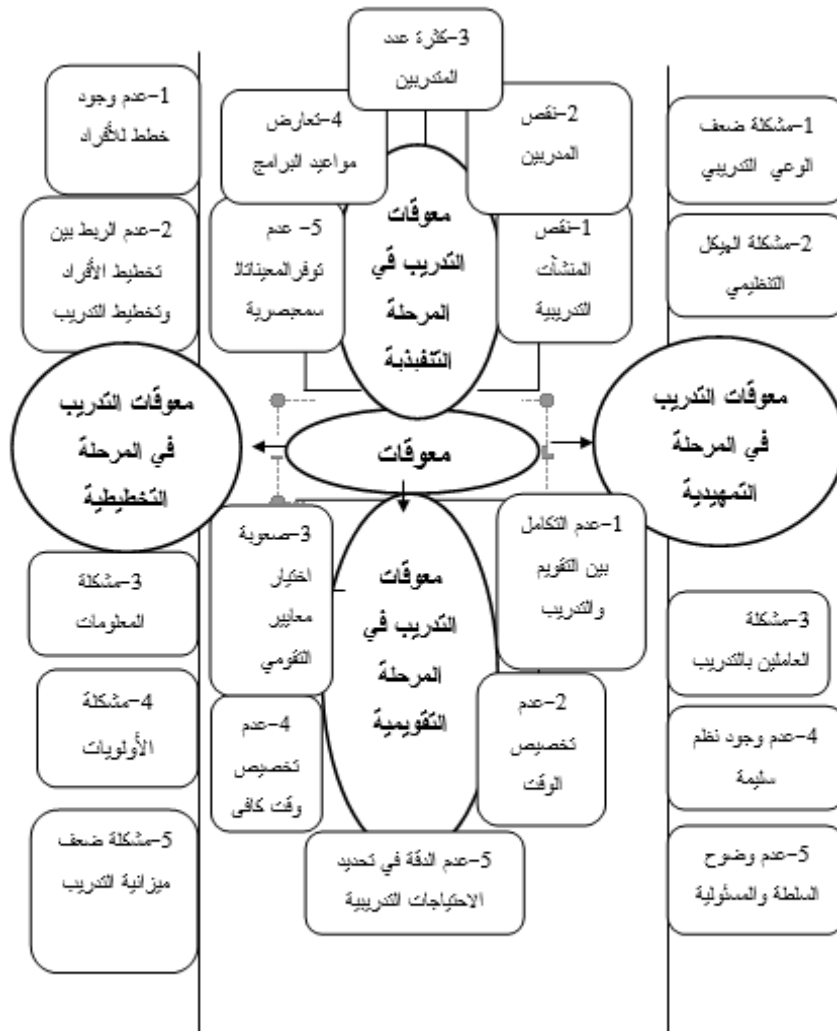 معوقات
معوقات التدريب
في المرحلة
التمهيدية
1-مشكلة ضعف
الوعي التدريبي
2-مشكلة الهيكل
التنظيمي
3-مشكلة
العاملين بالتدريب
4-عدم وجود نظم
سليمة
5-عدم وضوح
السلطة والمسئولية
معوقات
التدريب في
المرحلة
التنفيذية
1-نقص
المنشآت
التدريبية
2-نقص
المدربين
3-كثرة عدد
المتدربين
4-تعارض
مواعيد البرامج
5- عدم
توفر المعينات
سمعبصرية
معوقات التدريب
في المرحلة
التخطيطية
1-عدم وجود
خطط للأفراد
2-عدم الربط بين
تخطيط الأفراد
وتخطيط التدريب
3-مشكلة
المعلومات
4-مشكلة
الأولويات
5-مشكلة ضعف
ميزانية التدريب
معوقات
التدريب في
المرحلة
التقويمية
1-عدم التكامل
بين التقويم
والتدريب
2-عدم
تخصيص
الوقت
3-صعوبة
اختيار
معايير
التقومي
4-عدم
تخصيص
وقت كافى
5-عدم الدقة في تحديد
الاحتياجات التدريبية